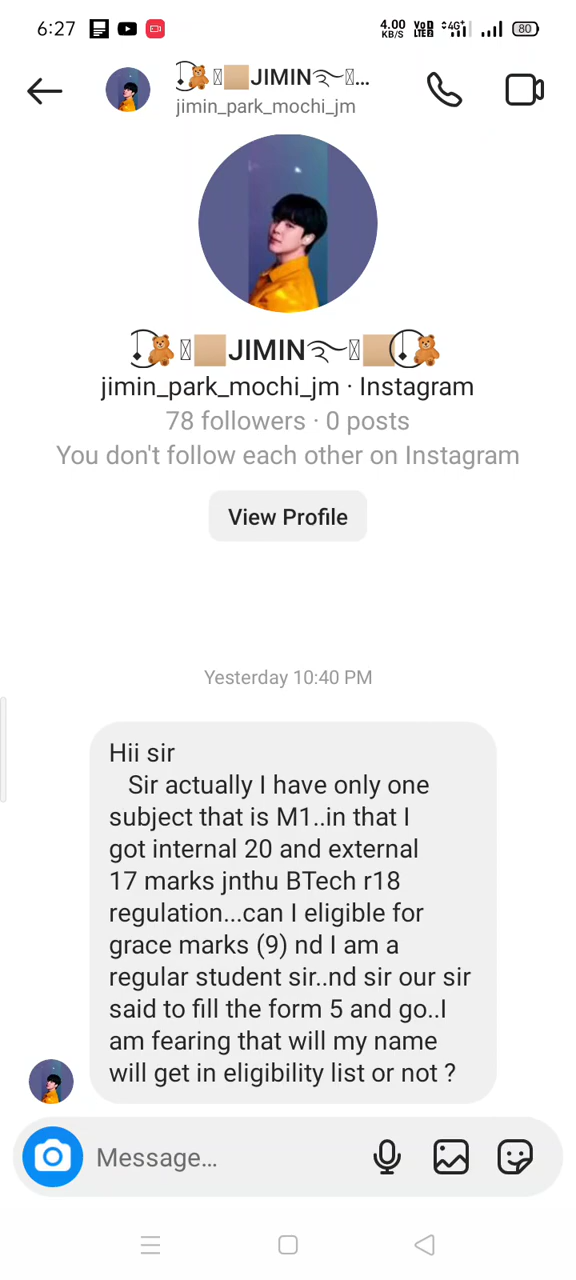 6:27
4.00 KB/S VoD LTE2 4G+ 80
JIMIN...
jimin_park_mochi_jm
JIMIN
jimin_park_mochi_jm · Instagram
78 followers · 0 posts
You don't follow each other on Instagram
View Profile
Yesterday 10:40 PM
Hii sir
Sir actually I have only one
subject that is M1..in that I
got internal 20 and external
17 marks jnthu BTech r18
regulation...can I eligible for
grace marks (9) nd I am a
regular student sir..nd sir our sir
said to fill the form 5 and go..I
am fearing that will my name
will get in eligibility list or not ?
Message...